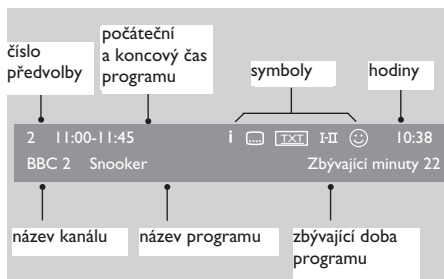 číslo
předvolby
počáteční
a koncový čas
programu
symboly
hodiny
2 11:00-11:45 i TXT I-II 10:38
BBC 2 Snooker Zbývající minuty 22
název kanálu
název programu
zbývající doba
programu